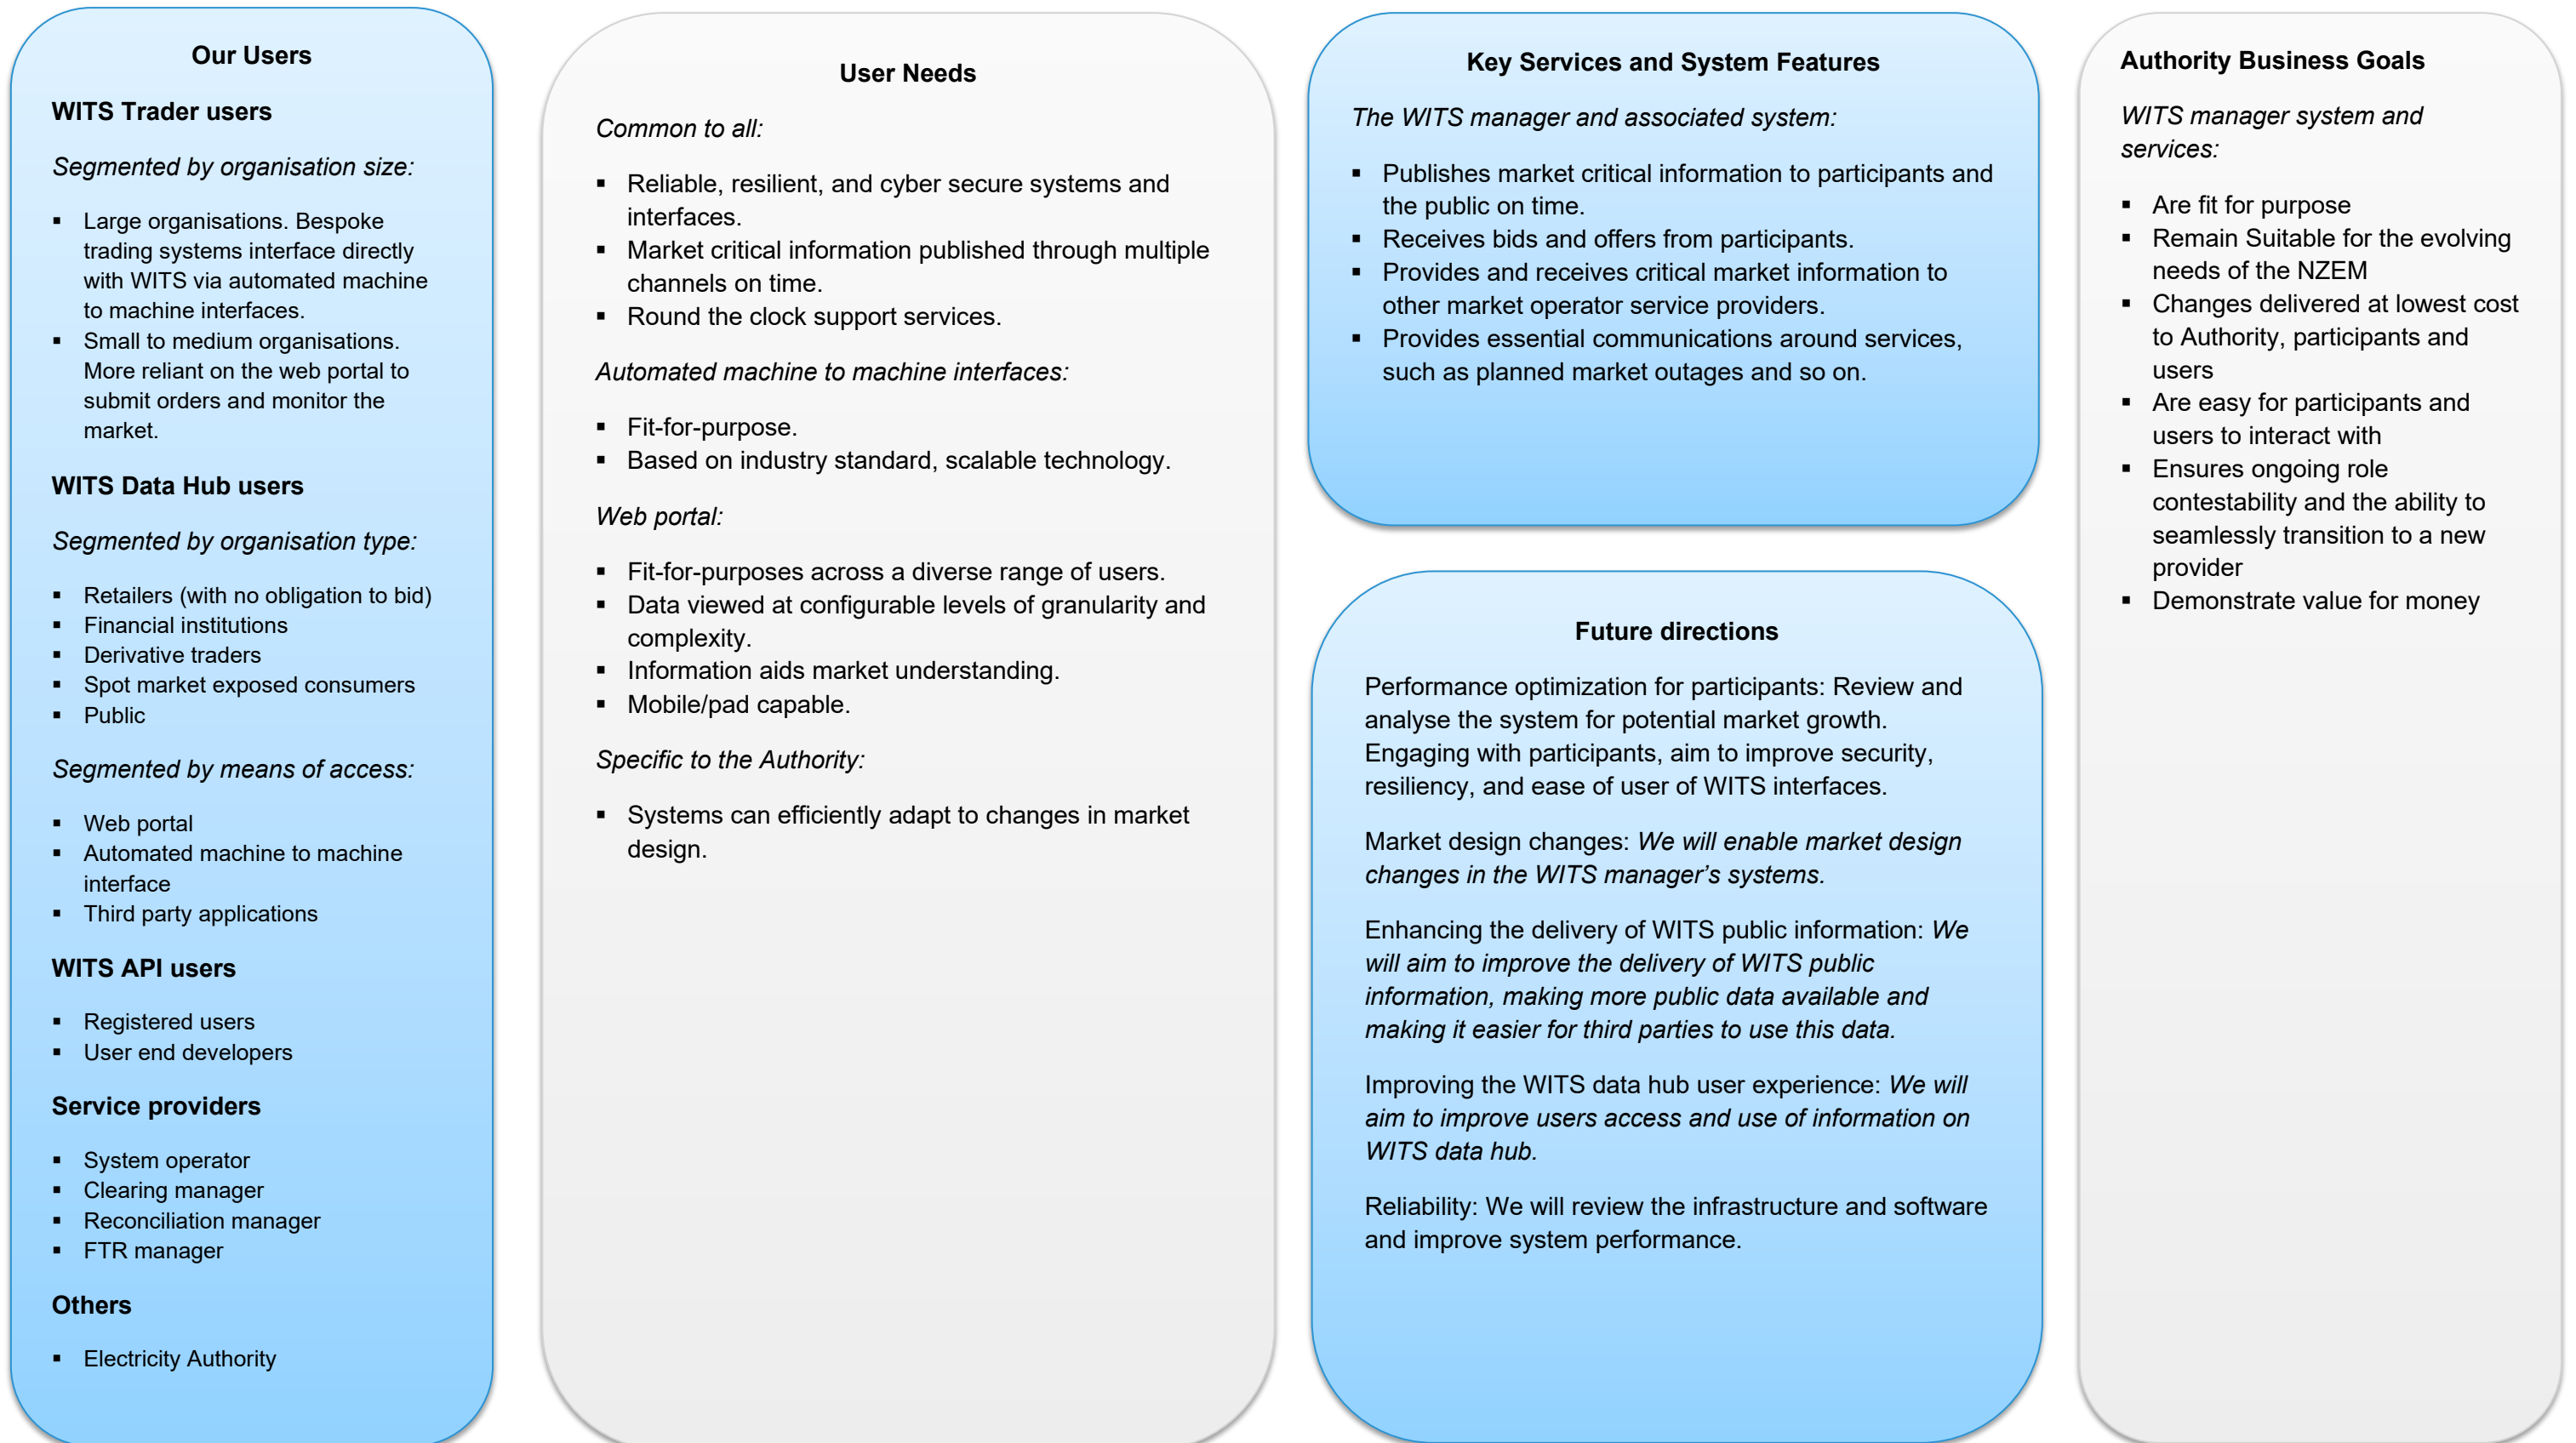 Our Users
WITS Trader users
Segmented by organisation size:
▪ Large organisations. Bespoke
trading systems interface directly
with WITS via automated machine
to machine interfaces.
▪ Small to medium organisations.
More reliant on the web portal to
submit orders and monitor the
market.
WITS Data Hub users
Segmented by organisation type:
▪ Retailers (with no obligation to bid)
▪ Financial institutions
▪ Derivative traders
▪ Spot market exposed consumers
▪ Public
Segmented by means of access:
▪ Web portal
▪ Automated machine to machine
interface
▪ Third party applications
WITS API users
▪ Registered users
▪ User end developers
Service providers
▪ System operator
▪ Clearing manager
▪ Reconciliation manager
▪ FTR manager
Others
▪ Electricity Authority
User Needs
Common to all:
▪ Reliable, resilient, and cyber secure systems and
interfaces.
▪ Market critical information published through multiple
channels on time.
▪ Round the clock support services.
Automated machine to machine interfaces:
▪ Fit-for-purpose.
▪ Based on industry standard, scalable technology.
Web portal:
▪ Fit-for-purposes across a diverse range of users.
▪ Data viewed at configurable levels of granularity and
complexity.
▪ Information aids market understanding.
▪ Mobile/pad capable.
Specific to the Authority:
▪ Systems can efficiently adapt to changes in market
design.
Key Services and System Features
The WITS manager and associated system:
▪ Publishes market critical information to participants and
the public on time.
▪ Receives bids and offers from participants.
▪ Provides and receives critical market information to
other market operator service providers.
▪ Provides essential communications around services,
such as planned market outages and so on.
Future directions
Performance optimization for participants: Review and
analyse the system for potential market growth.
Engaging with participants, aim to improve security,
resiliency, and ease of user of WITS interfaces.
Market design changes: We will enable market design
changes in the WITS manager’s systems.
Enhancing the delivery of WITS public information: We
will aim to improve the delivery of WITS public
information, making more public data available and
making it easier for third parties to use this data.
Improving the WITS data hub user experience: We will
aim to improve users access and use of information on
WITS data hub.
Reliability: We will review the infrastructure and software
and improve system performance.
Authority Business Goals
WITS manager system and
services:
▪ Are fit for purpose
▪ Remain Suitable for the evolving
needs of the NZEM
▪ Changes delivered at lowest cost
to Authority, participants and
users
▪ Are easy for participants and
users to interact with
▪ Ensures ongoing role
contestability and the ability to
seamlessly transition to a new
provider
▪ Demonstrate value for money